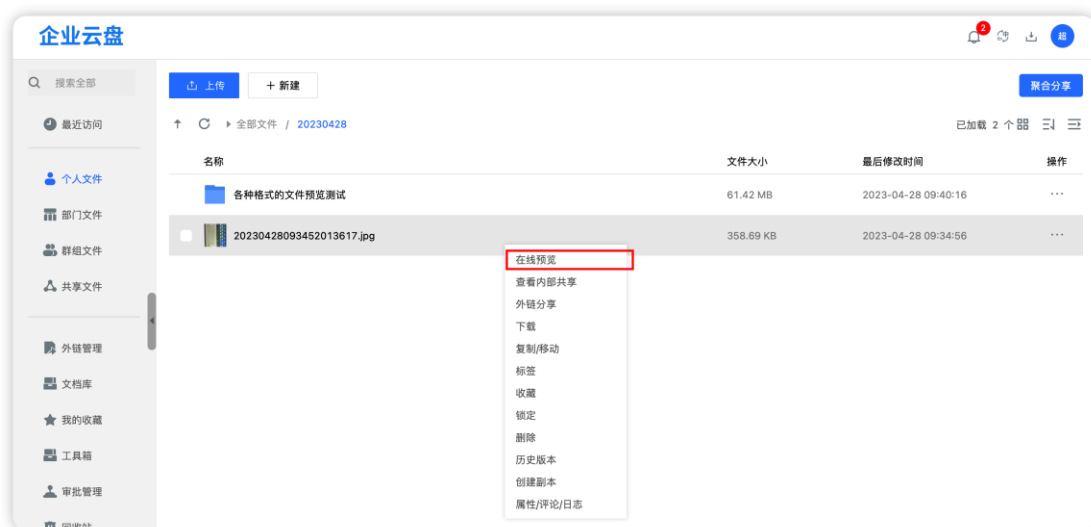 企业云盘
2
超
搜索全部
上传
新建
聚合分享
最近访问
全部文件 / 20230428
已加载 2 个
名称
文件大小
最后修改时间
操作
个人文件
各种格式的文件预览测试
61.42 MB
2023-04-28 09:40:16
...
部门文件
20230428093452013617.jpg
358.69 KB
2023-04-28 09:34:56
...
群组文件
共享文件
外链管理
文档库
我的收藏
工具箱
审批管理
回收站
在线预览
查看内部共享
外链分享
下载
复制/移动
标签
收藏
锁定
删除
历史版本
创建副本
属性/评论/日志